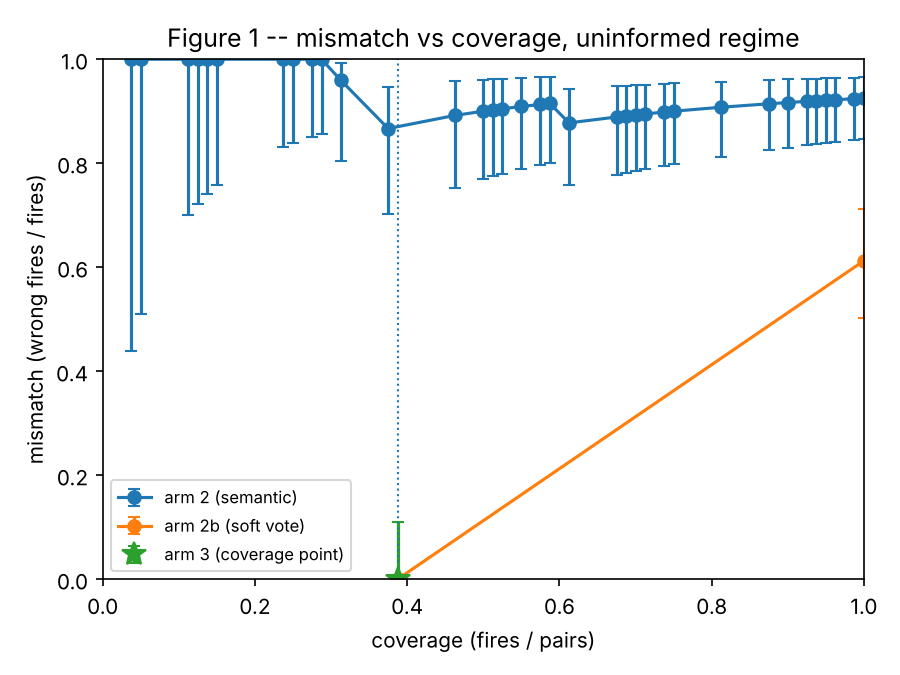 Figure 1 -- mismatch vs coverage, uninformed regime
mismatch (wrong fires / fires)
1.0
0.8
0.6
0.4
0.2
0.0
arm 2 (semantic)
arm 2b (soft vote)
arm 3 (coverage point)
0.0 0.2 0.4 0.6 0.8 1.0
coverage (fires / pairs)